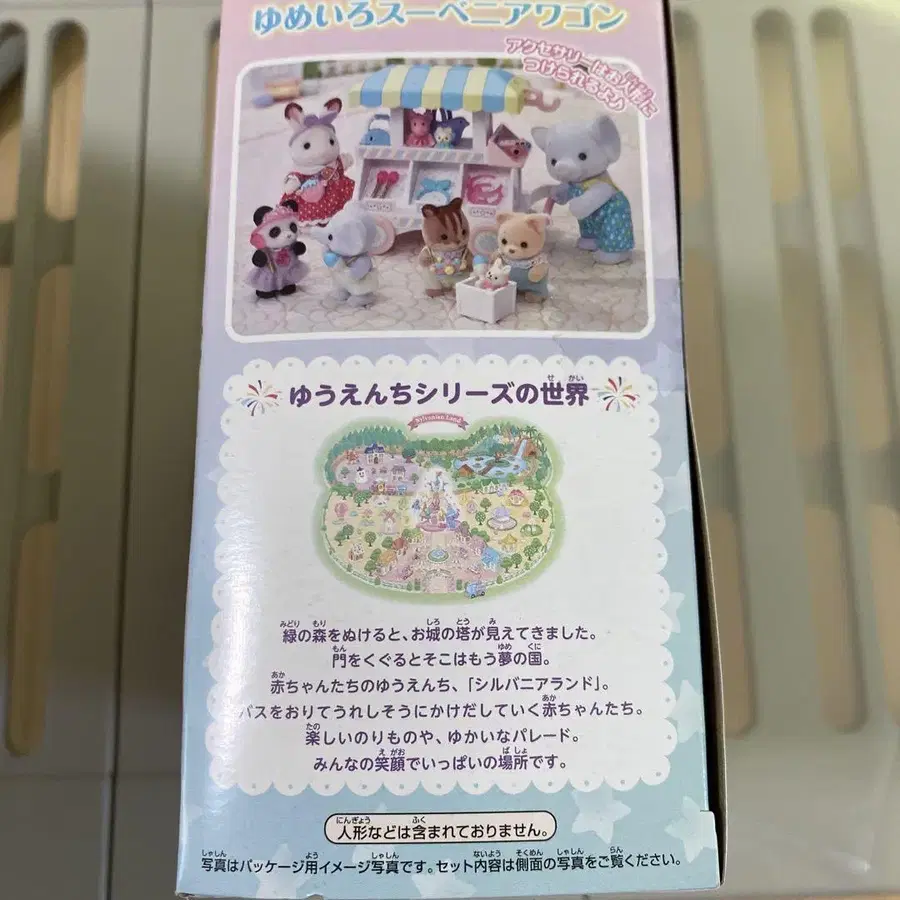 ゆめいろスーベニアワゴン
アクセサリーはお人形に
つけられるよ♪
ゆうえんちシリーズの世界
Sylvanian Land
緑の森をぬけると、お城の塔が見えてきました。
門をくぐるとそこはもう夢の国。
赤ちゃんたちのゆうえんち、「シルバニアランド」。
バスをおりてうれしそうにかけだしていく赤ちゃんたち。
楽しいのりものや、ゆかいなパレード。
みんなの笑顔でいっぱいの場所です。
人形などは含まれておりません。
写真はパッケージ用イメージ写真です。セット内容は側面の写真をご覧ください。